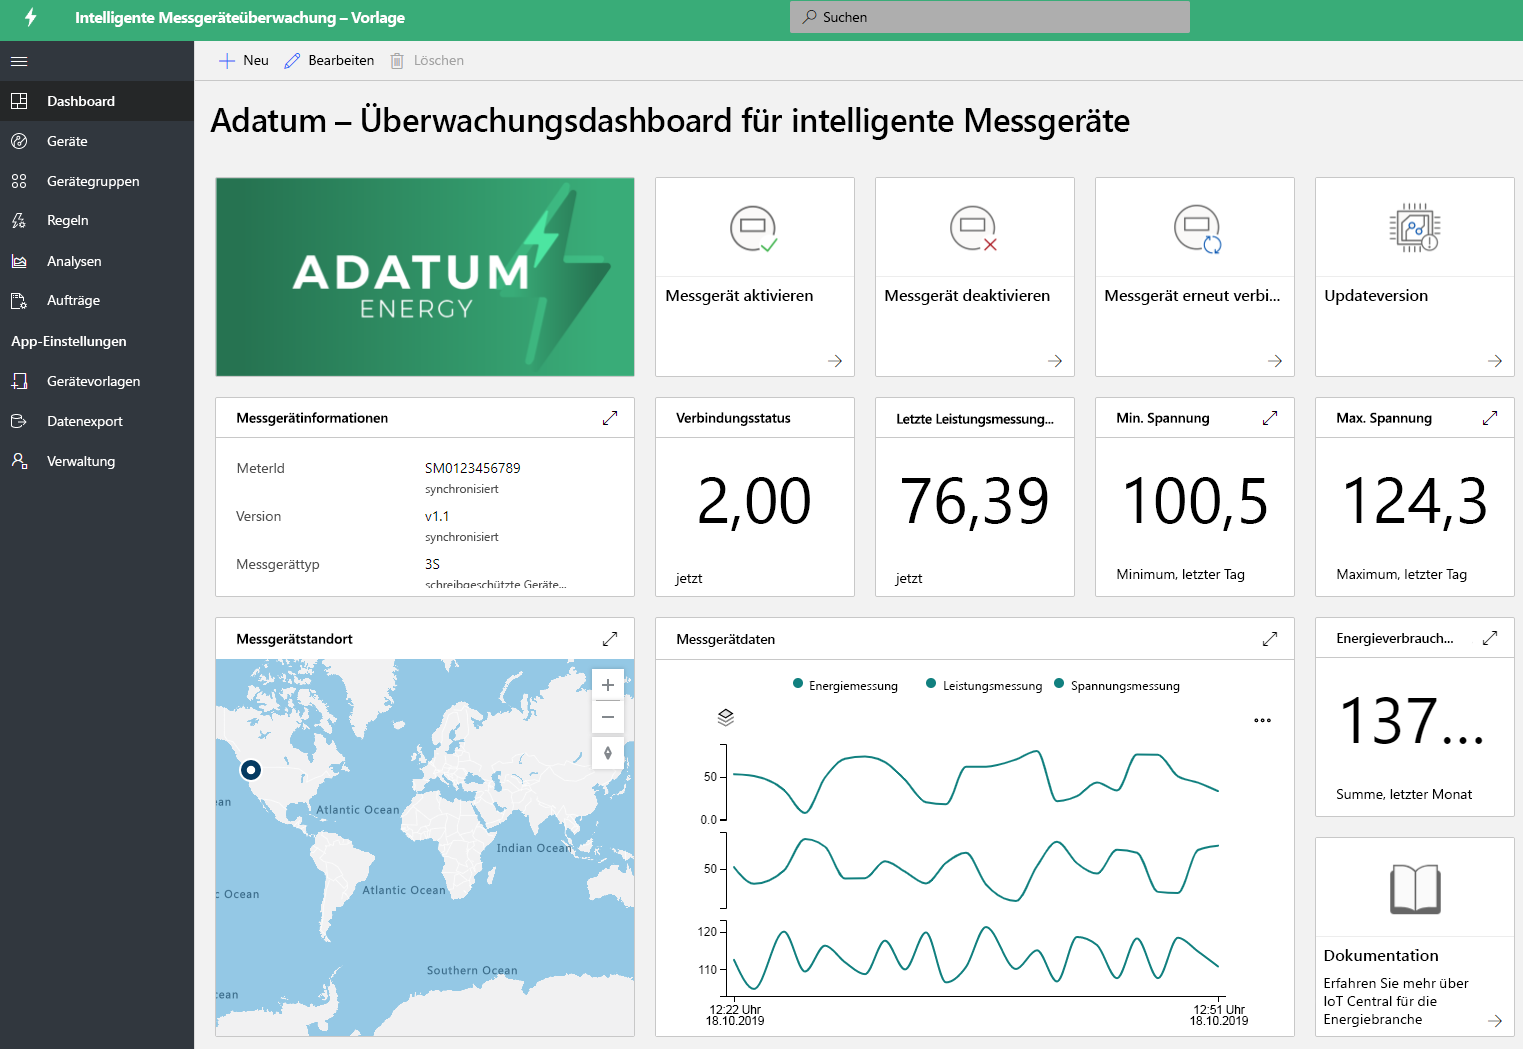 Intelligente Messgeräteüberwachung – Vorlage
Suchen
Neu
Bearbeiten
Löschen
Dashboard
Geräte
Gerätegruppen
Regeln
Analysen
Aufträge
App-Einstellungen
Gerätevorlagen
Datenexport
Verwaltung
Adatum – Überwachungsdashboard für intelligente Messgeräte
ADATUM
ENERGY
Messgerät aktivieren
Messgerät deaktivieren
Messgerät erneut verbi...
Updateversion
Messgerätinformationen
MeterId
SM0123456789
synchronisiert
Version
v1.1
synchronisiert
Messgerättyp
3S
schreibgeschützte Geräte...
Verbindungsstatus
2,00
jetzt
Letzte Leistungsmessung...
76,39
jetzt
Min. Spannung
100,5
Minimum, letzter Tag
Max. Spannung
124,3
Maximum, letzter Tag
Messgerätstandort
ean
Atlantic Ocean
Indian Ocean
Atlantic Ocean
c Ocean
Southern Ocean
cean
Messgerätdaten
Energiemessung
Leistungsmessung
Spannungsmessung
50
0.0
50
120
110
12:22 Uhr
18.10.2019
12:51 Uhr
18.10.2019
Energieverbrauch...
137...
Summe, letzter Monat
Dokumentation
Erfahren Sie mehr über
IoT Central für die
Energiebranche